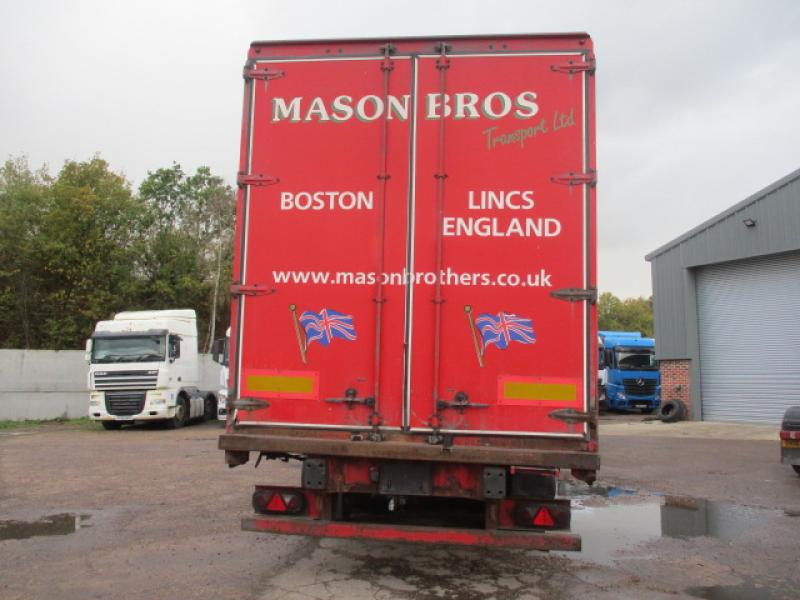 MASON BROS
Transport Ltd
BOSTON LINCS
ENGLAND
www.masonbrothers.co.uk